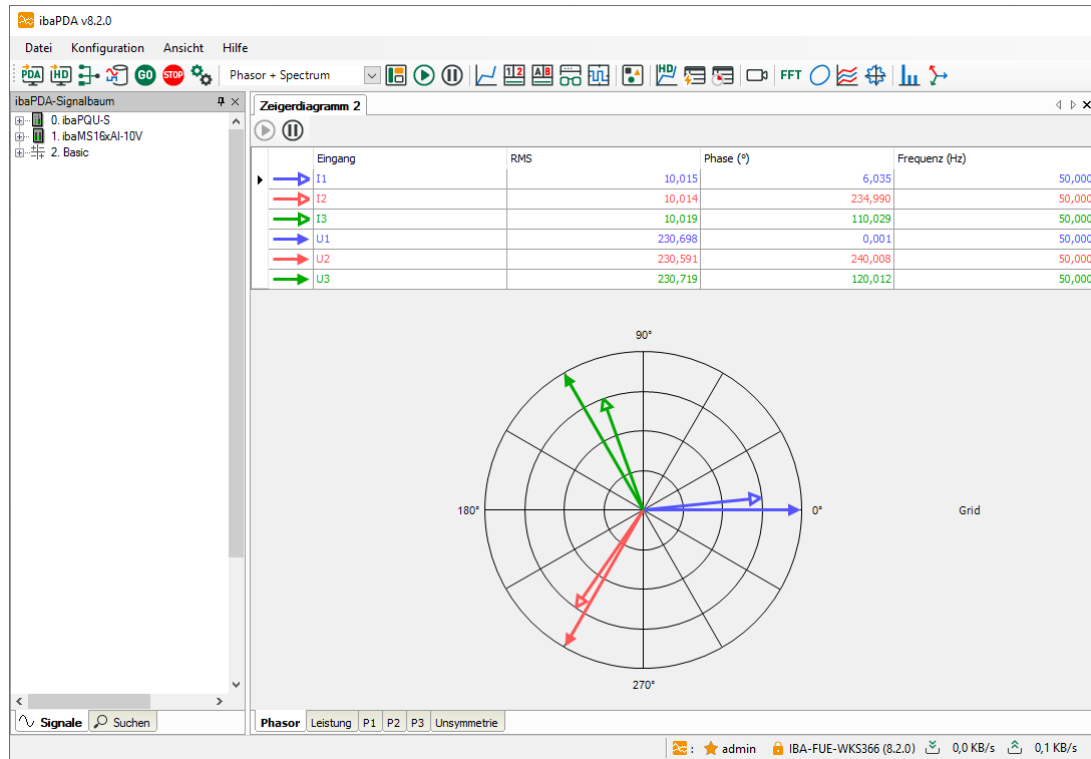 ibaPDA v8.2.0
Datei Konfiguration Ansicht Hilfe
PDA HD GO STOP Phasor + Spectrum 12 AB HD FFT
ibaPDA-Signalbaum
0. ibaPQU-S
1. ibaMS16xAI-10V
2. Basic
Zeigerdiagramm 2
Eingang RMS Phase (°) Frequenz (Hz)
I1 10,015 6,035 50,000
I2 10,014 234,990 50,000
I3 10,019 110,029 50,000
U1 230,698 0,001 50,000
U2 230,591 240,008 50,000
U3 230,719 120,012 50,000
90°
180° 0° Grid
270°
Signale Suchen
Phasor Leistung P1 P2 P3 Unsymmetrie
: admin IBA-FUE-WKS366 (8.2.0) 0,0 KB/s 0,1 KB/s